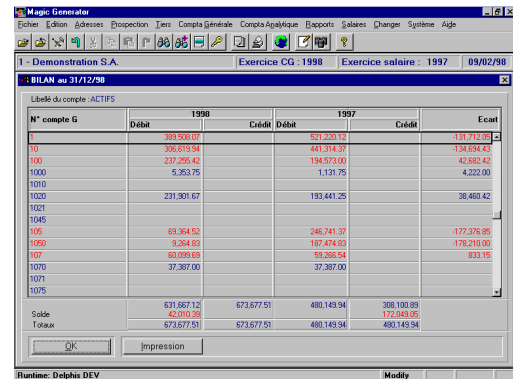 Magic Generator
Fichier Edition Adresses Prospection Tiers Compta Générale Compta Analytique Rapports Salaires Changer Système Aide
1 - Demonstration S.A. Exercice CG : 1998 Exercice salaire : 1997 09/02/98
BILAN au 31/12/98
Libellé du compte : ACTIFS
N° compte G 1998 1997 Ecart
Débit Crédit Débit Crédit
1 389,508.07 521,220.12 -131,712.05
10 306,619.94 441,314.37 -134,694.43
100 237,255.42 194,573.00 42,682.42
1000 5,353.75 1,131.75 4,222.00
1010
1020 231,901.67 193,441.25 38,460.42
1021
1045
105 69,364.52 246,741.37 -177,376.85
1050 9,264.83 187,474.83 -178,210.00
107 60,099.69 59,266.54 833.15
1070 37,387.00 37,387.00
1071
1075
631,667.12 673,677.51 480,149.94 308,100.89
Solde 42,010.39 172,049.05
Totaux 673,677.51 673,677.51 480,149.94 480,149.94
OK Impression
Runtime: Delphis DEV Modify